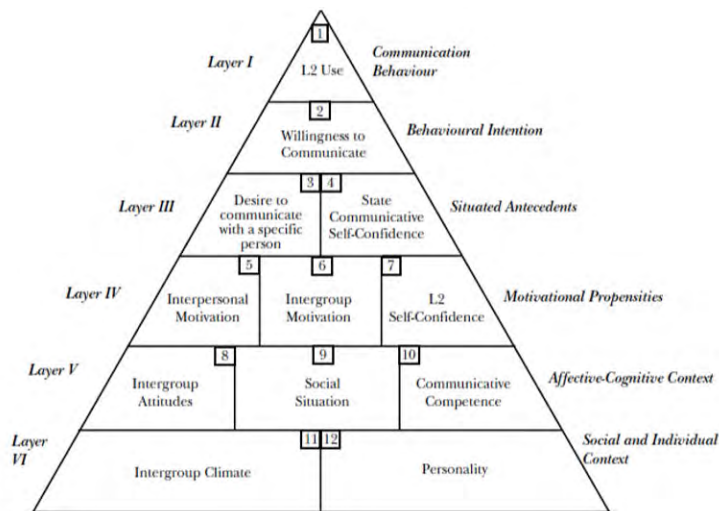 1
Layer I
L2 Use
Communication
Behaviour
2
Layer II
Willingness to
Communicate
Behavioural Intention
3 4
Layer III
Desire to
communicate
with a specific
person
State
Communicative
Self-Confidence
Situated Antecedents
5 6 7
Layer IV
Interpersonal
Motivation
Intergroup
Motivation
L2
Self-Confidence
Motivational Propensities
8 9 10
Layer V
Intergroup
Attitudes
Social
Situation
Communicative
Competence
Affective-Cognitive Context
11 12
Layer
VI
Intergroup Climate
Personality
Social and Individual
Context